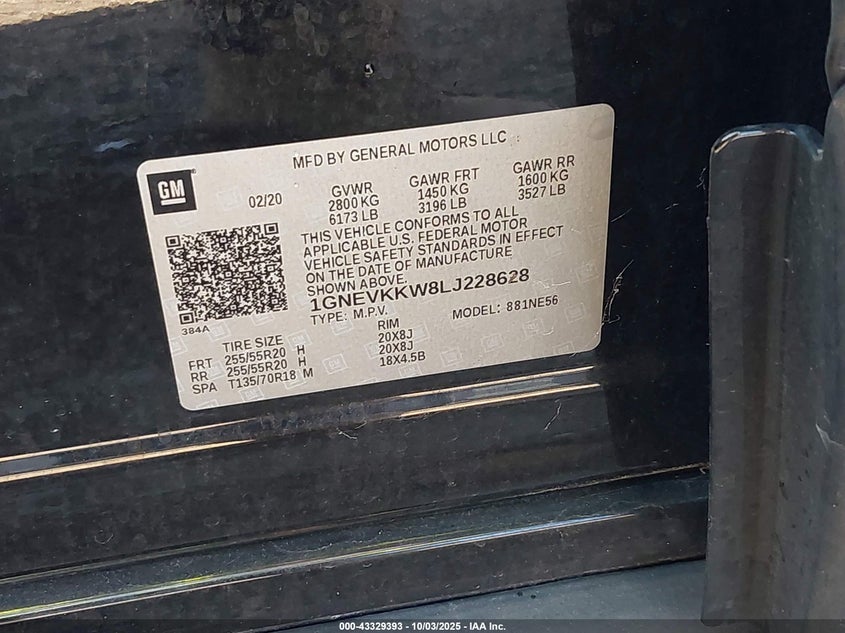 MFD BY GENERAL MOTORS LLC
GM
02/20
GVWR
2800 KG
6173 LB
GAWR FRT
1450 KG
3196 LB
GAWR RR
1600 KG
3527 LB
THIS VEHICLE CONFORMS TO ALL
APPLICABLE U.S. FEDERAL MOTOR
VEHICLE SAFETY STANDARDS IN EFFECT
ON THE DATE OF MANUFACTURE
SHOWN ABOVE.
1GNEVKKW8LJ228628
TYPE: M.P.V. MODEL: 881NE56
384A
TIRE SIZE RIM
FRT 255/55R20 H 20X8J
RR 255/55R20 H 20X8J
SPA T135/70R18 M 18X4.5B
000-43329393 - 10/03/2025 - IAA Inc.